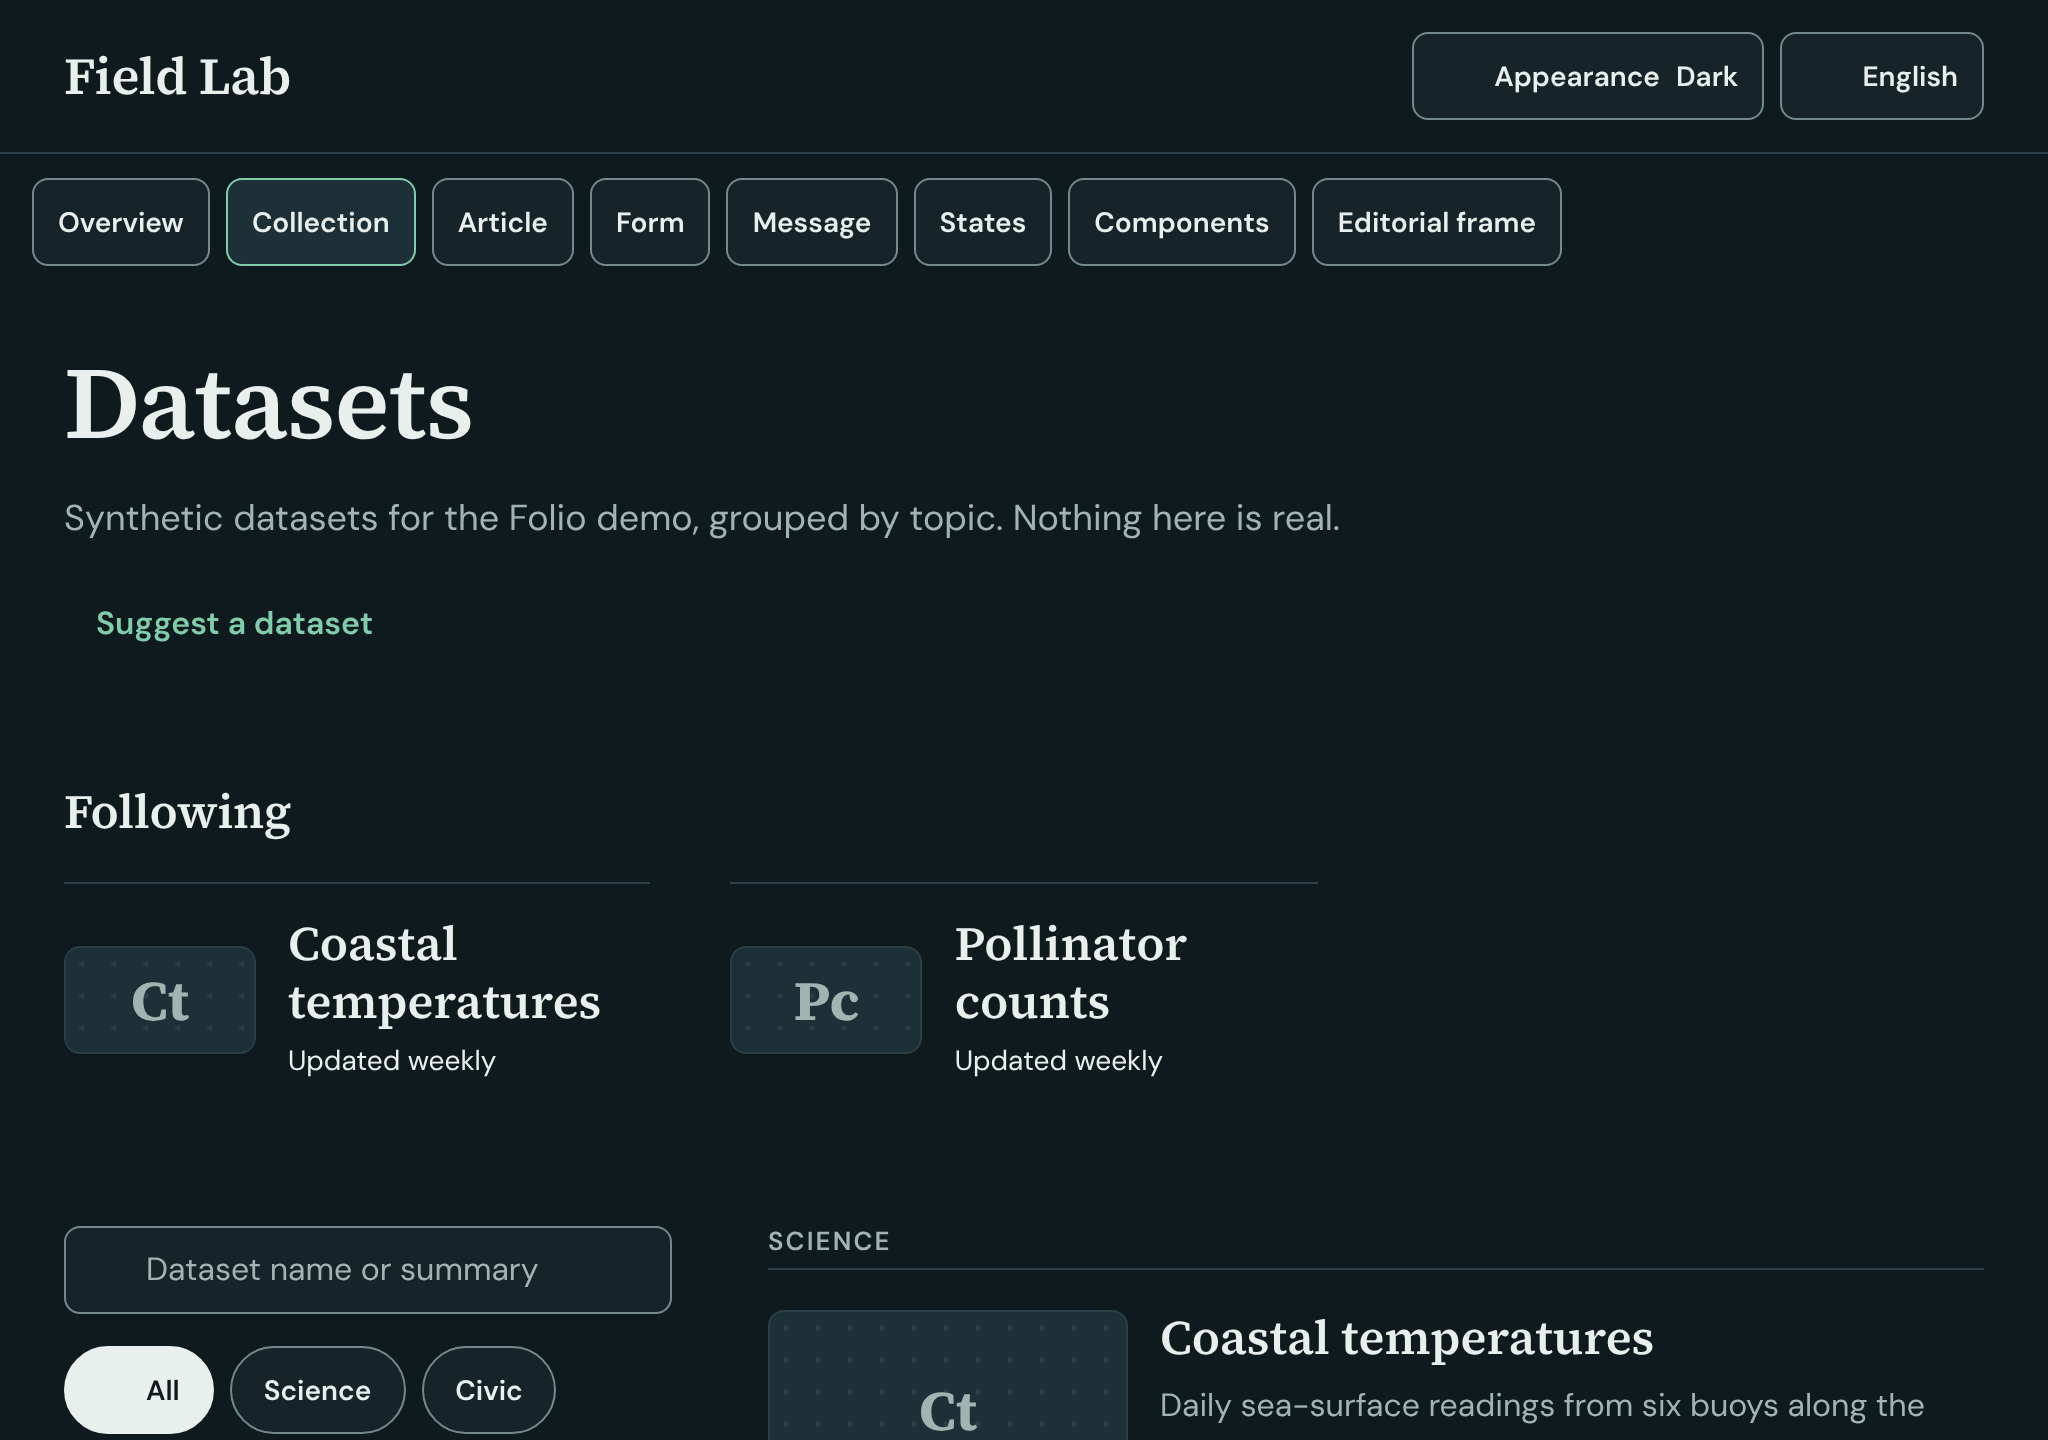 Field Lab
Appearance Dark
English
Overview
Collection
Article
Form
Message
States
Components
Editorial frame
Datasets
Synthetic datasets for the Folio demo, grouped by topic. Nothing here is real.
Suggest a dataset
Following
Ct
Coastal
temperatures
Updated weekly
Pc
Pollinator
counts
Updated weekly
Dataset name or summary
All
Science
Civic
SCIENCE
Ct
Coastal temperatures
Daily sea-surface readings from six buoys along the